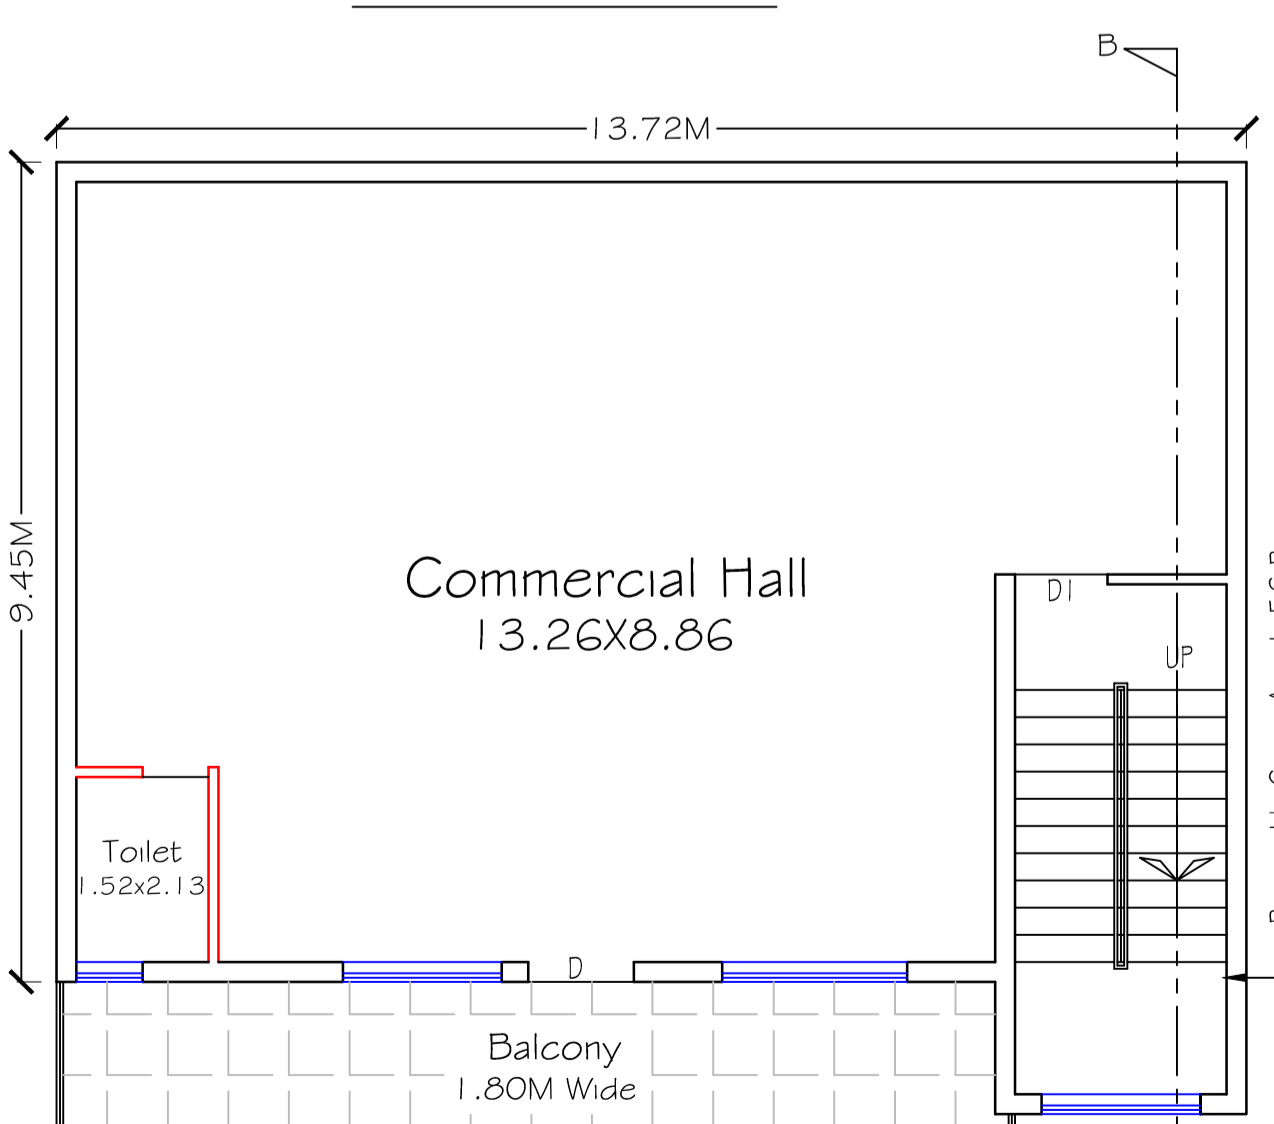 B
13.72M
9.45M
Commercial Hall
13.26X8.86
D1
UP
Toilet
1.52x2.13
D
Balcony
1.80M Wide